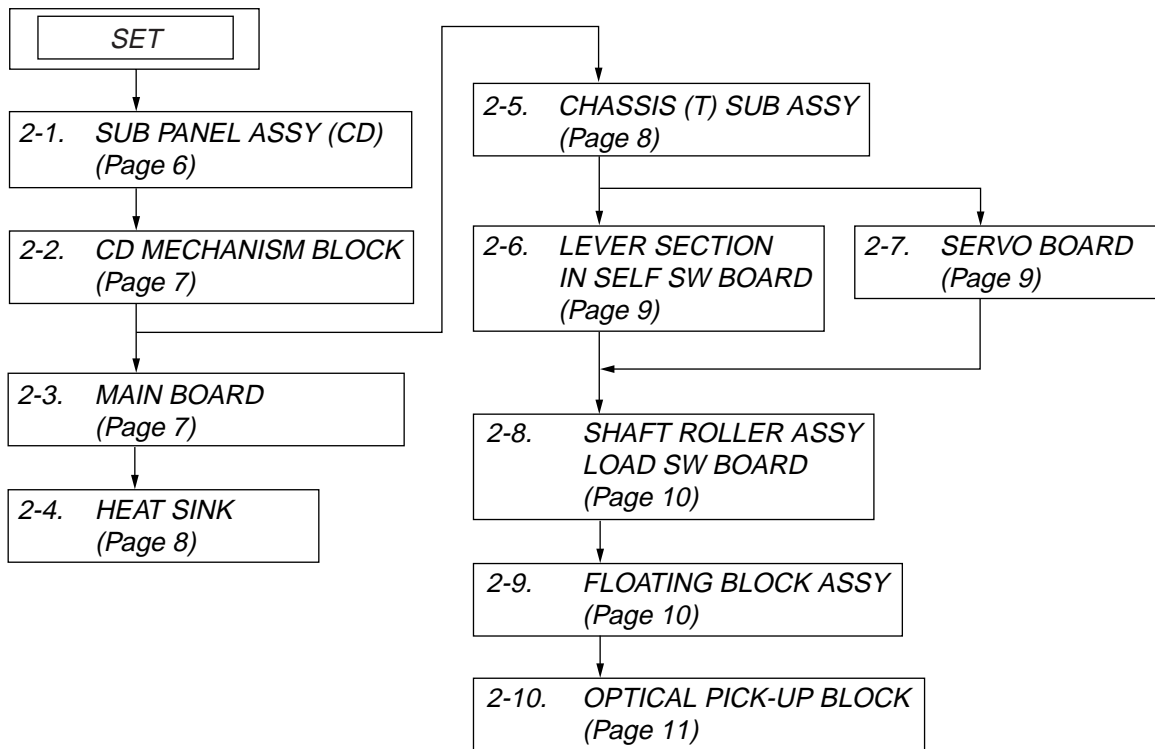 SET
2-1. SUB PANEL ASSY (CD)
(Page 6)
2-2. CD MECHANISM BLOCK
(Page 7)
2-3. MAIN BOARD
(Page 7)
2-4. HEAT SINK
(Page 8)
2-5. CHASSIS (T) SUB ASSY
(Page 8)
2-6. LEVER SECTION
IN SELF SW BOARD
(Page 9)
2-7. SERVO BOARD
(Page 9)
2-8. SHAFT ROLLER ASSY
LOAD SW BOARD
(Page 10)
2-9. FLOATING BLOCK ASSY
(Page 10)
2-10. OPTICAL PICK-UP BLOCK
(Page 11)